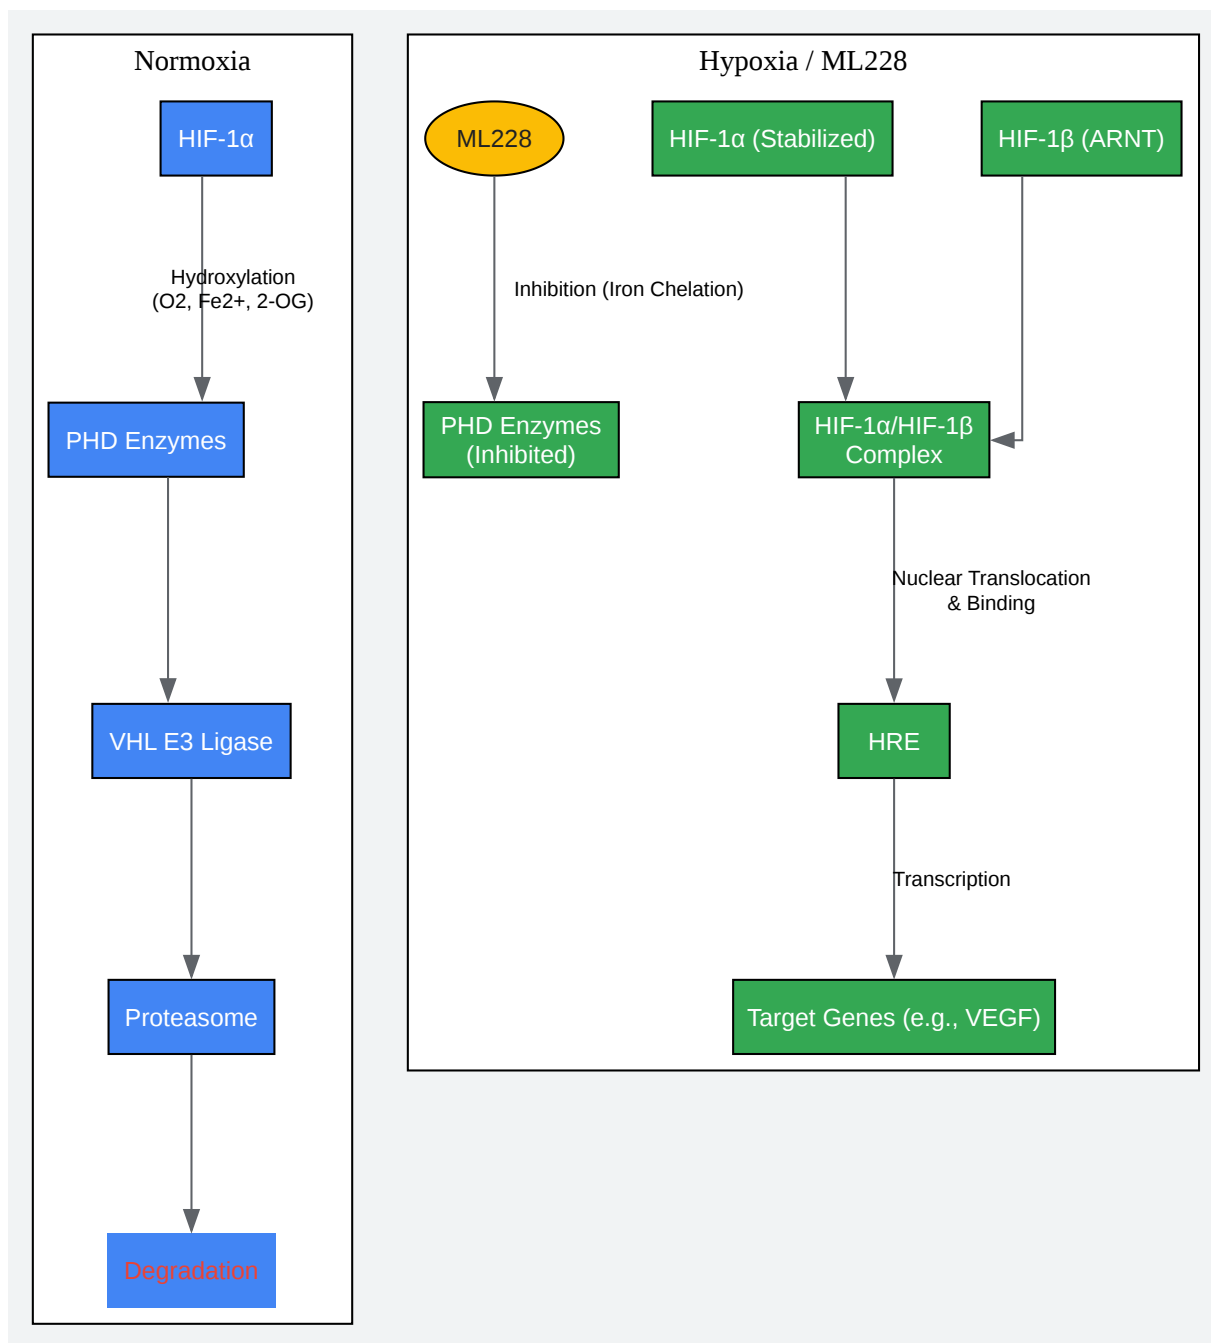 Normoxia
HIF-1α
Hydroxylation
(O2, Fe2+, 2-OG)
PHD Enzymes
VHL E3 Ligase
Proteasome
Degradation
Hypoxia / ML228
ML228
HIF-1α (Stabilized)
HIF-1β (ARNT)
Inhibition (Iron Chelation)
PHD Enzymes
(Inhibited)
HIF-1α/HIF-1β
Complex
Nuclear Translocation
& Binding
HRE
Transcription
Target Genes (e.g., VEGF)